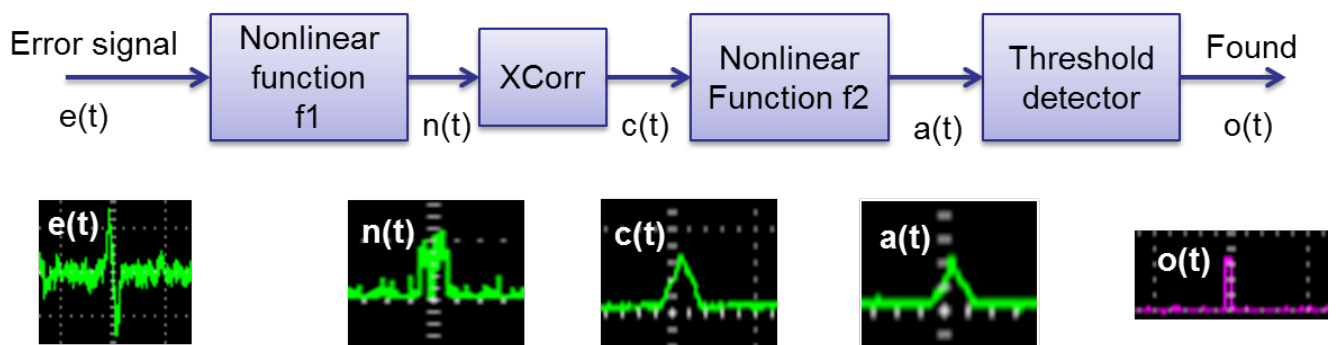 Error signal
e(t)
Nonlinear
function
f1
n(t)
XCorr
c(t)
Nonlinear
Function f2
a(t)
Threshold
detector
Found
o(t)
e(t)
n(t)
c(t)
a(t)
o(t)